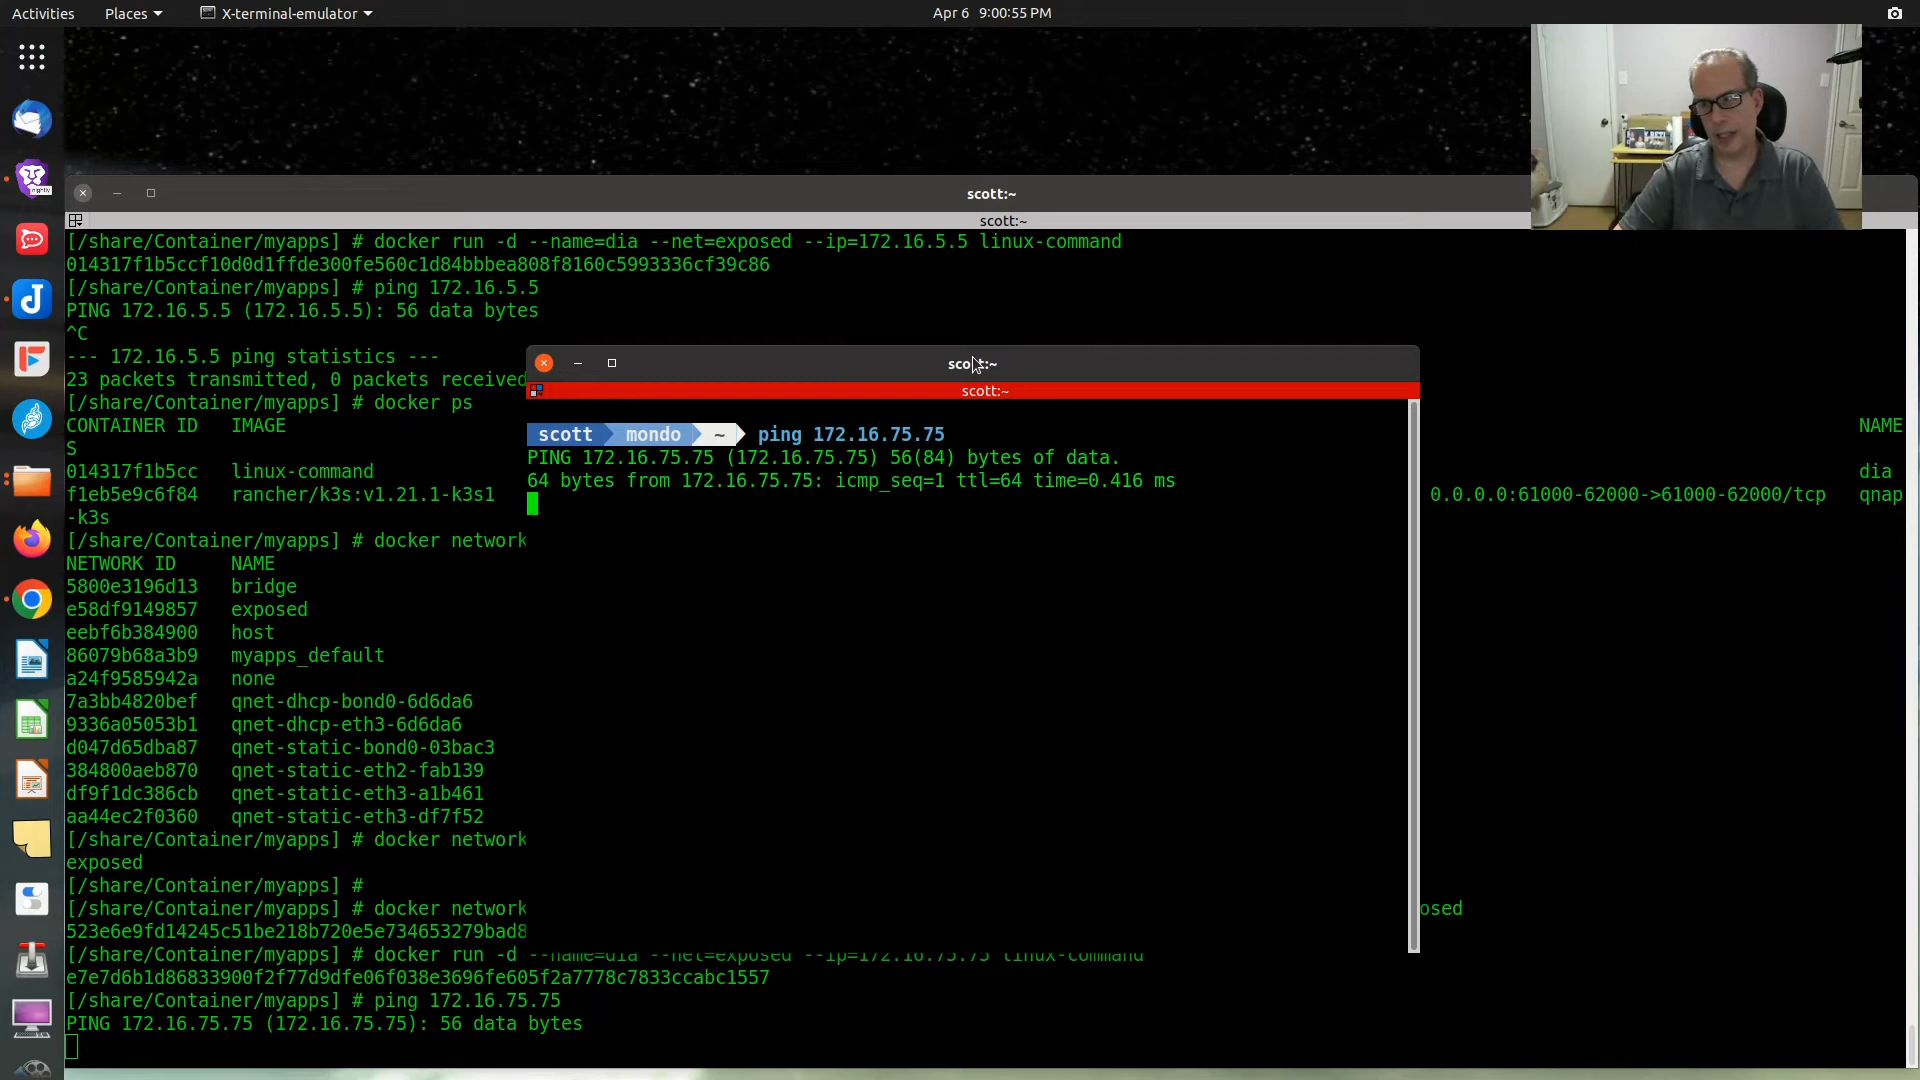 Activities Places X-terminal-emulator Apr 6 9:00:55 PM
scott:~
scott:~
[/share/Container/myapps] # docker run -d --name=dia --net=exposed --ip=172.16.5.5 linux-command
014317f1b5ccf10d0d1ffde300fe560c1d84bbbea808f8160c5993336cf39c86
[/share/Container/myapps] # ping 172.16.5.5
PING 172.16.5.5 (172.16.5.5): 56 data bytes
^C
--- 172.16.5.5 ping statistics ---
23 packets transmitted, 0 packets received
[/share/Container/myapps] # docker ps
CONTAINER ID IMAGE NAME
S
014317f1b5cc linux-command dia
f1eb5e9c6f84 rancher/k3s:v1.21.1-k3s1 0.0.0.0:61000-62000->61000-62000/tcp qnap
-k3s
[/share/Container/myapps] # docker network
NETWORK ID NAME
5800e3196d13 bridge
e58df9149857 exposed
eebf6b384900 host
86079b68a3b9 myapps_default
a24f9585942a none
7a3bb4820bef qnet-dhcp-bond0-6d6da6
9336a05053b1 qnet-dhcp-eth3-6d6da6
d047d65dba87 qnet-static-bond0-03bac3
384800aeb870 qnet-static-eth2-fab139
df9f1dc386cb qnet-static-eth3-a1b461
aa44ec2f0360 qnet-static-eth3-df7f52
[/share/Container/myapps] # docker network
exposed
[/share/Container/myapps] #
[/share/Container/myapps] # docker network osed
523e6e9fd14245c51be218b720e5e734653279bad8
[/share/Container/myapps] # docker run -d --name=dia --net=exposed --ip=172.16.75.75 linux-command
e7e7d6b1d86833900f2f77d9dfe06f038e3696fe605f2a7778c7833ccabc1557
[/share/Container/myapps] # ping 172.16.75.75
PING 172.16.75.75 (172.16.75.75): 56 data bytes
scott:~
scott:~
scott mondo ~ ping 172.16.75.75
PING 172.16.75.75 (172.16.75.75) 56(84) bytes of data.
64 bytes from 172.16.75.75: icmp_seq=1 ttl=64 time=0.416 ms